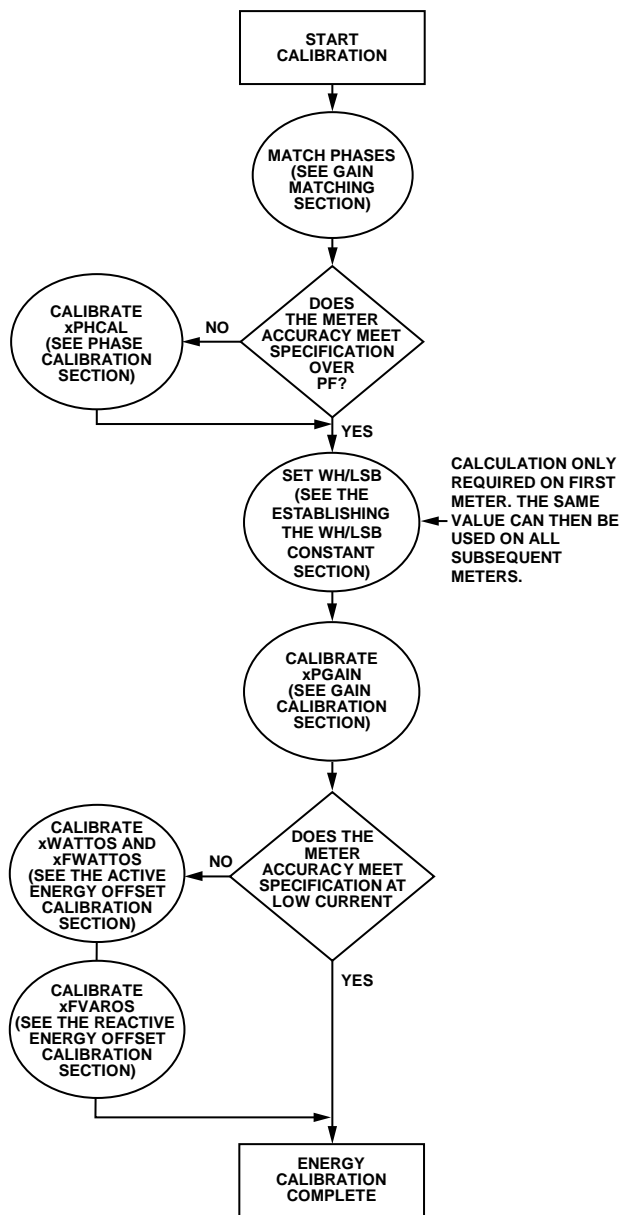 START
CALIBRATION
MATCH PHASES
(SEE GAIN
MATCHING
SECTION)
DOES
THE METER
ACCURACY MEET
SPECIFICATION
OVER
PF?
NO
CALIBRATE
xPHCAL
(SEE PHASE
CALIBRATION
SECTION)
YES
SET WH/LSB
(SEE THE
ESTABLISHING
THE WH/LSB
CONSTANT
SECTION)
CALCULATION ONLY
REQUIRED ON FIRST
METER. THE SAME
VALUE CAN THEN BE
USED ON ALL
SUBSEQUENT
METERS.
CALIBRATE
xPGAIN
(SEE GAIN
CALIBRATION
SECTION)
DOES THE
METER
ACCURACY MEET
SPECIFICATION AT
LOW CURRENT
NO
CALIBRATE
xWATTOS AND
xFWATTOS
(SEE THE ACTIVE
ENERGY OFFSET
CALIBRATION
SECTION)
CALIBRATE
xFVAROS
(SEE THE REACTIVE
ENERGY OFFSET
CALIBRATION
SECTION)
YES
ENERGY
CALIBRATION
COMPLETE